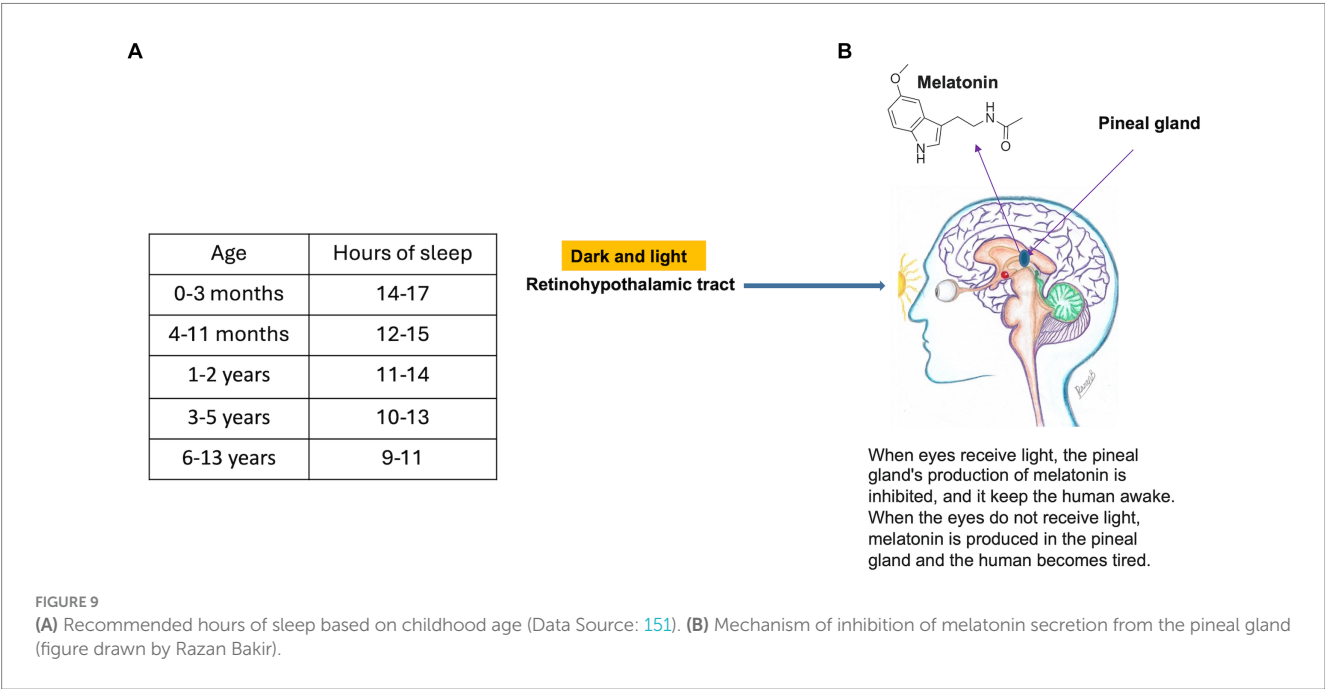 A
Age Hours of sleep
0-3 months 14-17
4-11 months 12-15
1-2 years 11-14
3-5 years 10-13
6-13 years 9-11
Dark and light
Retinohypothalamic tract
B
Melatonin
O
H
N
O
N
H
Pineal gland
When eyes receive light, the pineal
gland's production of melatonin is
inhibited, and it keep the human awake.
When the eyes do not receive light,
melatonin is produced in the pineal
gland and the human becomes tired.
FIGURE 9
(A) Recommended hours of sleep based on childhood age (Data Source: 151). (B) Mechanism of inhibition of melatonin secretion from the pineal gland
(figure drawn by Razan Bakir).